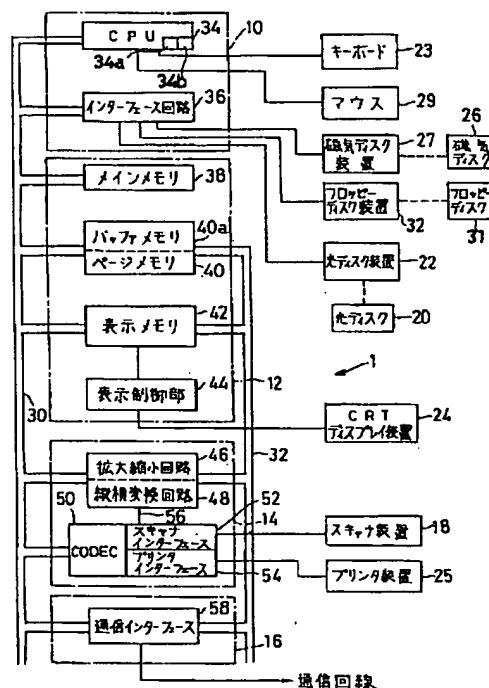 CPU
34
10
キーボード
23
34a
34b
インターフェース回路
36
マウス
29
磁気ディスク
装置
27
26
磁気
ディスク
メインメモリ
38
フロッピー
ディスク装置
32
フロッピー
ディスク
31
バッファメモリ
40a
ページメモリ
40
光ディスク装置
22
表示メモリ
42
光ディスク
20
1
表示制御部
44
12
CRT
ディスプレイ装置
24
30
32
拡大縮小回路
46
縦横変換回路
48
50
56
52
14
CODEC
スキャナ
インターフェース
プリンタ
インターフェース
54
スキャナ装置
18
プリンタ装置
25
58
通信インターフェース
16
通信回線